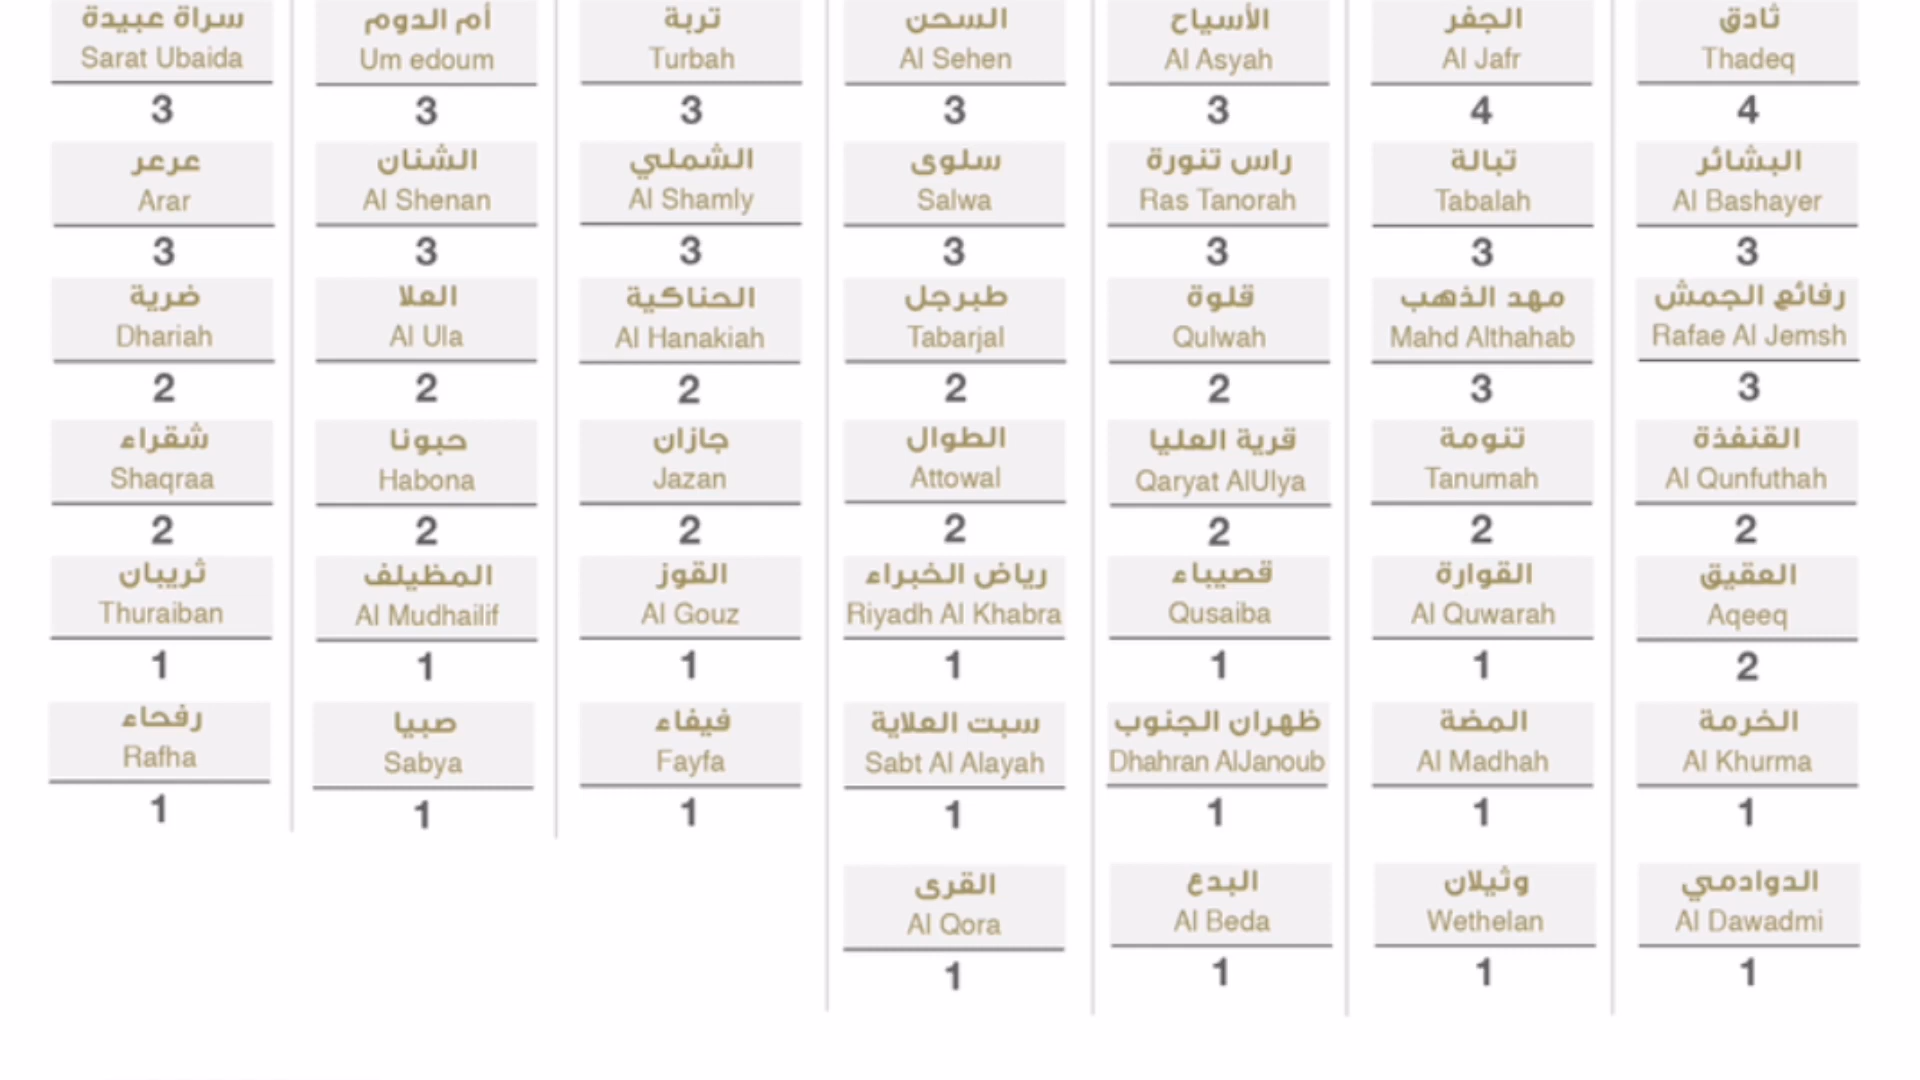 سراة عبيدة
Sarat Ubaida
3
أم الدوم
Um edoum
3
تربة
Turbah
3
السحن
Al Sehen
3
الأسياح
Al Asyah
3
الجفر
Al Jafr
4
ثادق
Thadeq
4
عرعر
Arar
3
الشنان
Al Shenan
3
الشملي
Al Shamly
3
سلوى
Salwa
3
راس تنورة
Ras Tanorah
3
تبالة
Tabalah
3
البشائر
Al Bashayer
3
ضرية
Dhariah
2
العلا
Al Ula
2
الحناكية
Al Hanakiah
2
طبرجل
Tabarjal
2
قلوة
Qulwah
2
مهد الذهب
Mahd Althahab
3
رفائع الجمش
Rafae Al Jemsh
3
شقراء
Shaqraa
2
حبونا
Habona
2
جازان
Jazan
2
الطوال
Attowal
2
قرية العليا
Qaryat AlUlya
2
تنومة
Tanumah
2
القنفذة
Al Qunfuthah
2
ثريبان
Thuraiban
1
المظيلف
Al Mudhailif
1
القوز
Al Gouz
1
رياض الخبراء
Riyadh Al Khabra
1
قصيباء
Qusaiba
1
القوارة
Al Quwarah
1
العقيق
Aqeeq
2
رفحاء
Rafha
1
صبيا
Sabya
1
فيفاء
Fayfa
1
سبت العلاية
Sabt Al Alayah
1
ظهران الجنوب
Dhahran AlJanoub
1
المضة
Al Madhah
1
الخرمة
Al Khurma
1
القرى
Al Qora
1
البدع
Al Beda
1
وثيلان
Wethelan
1
الدوادمي
Al Dawadmi
1